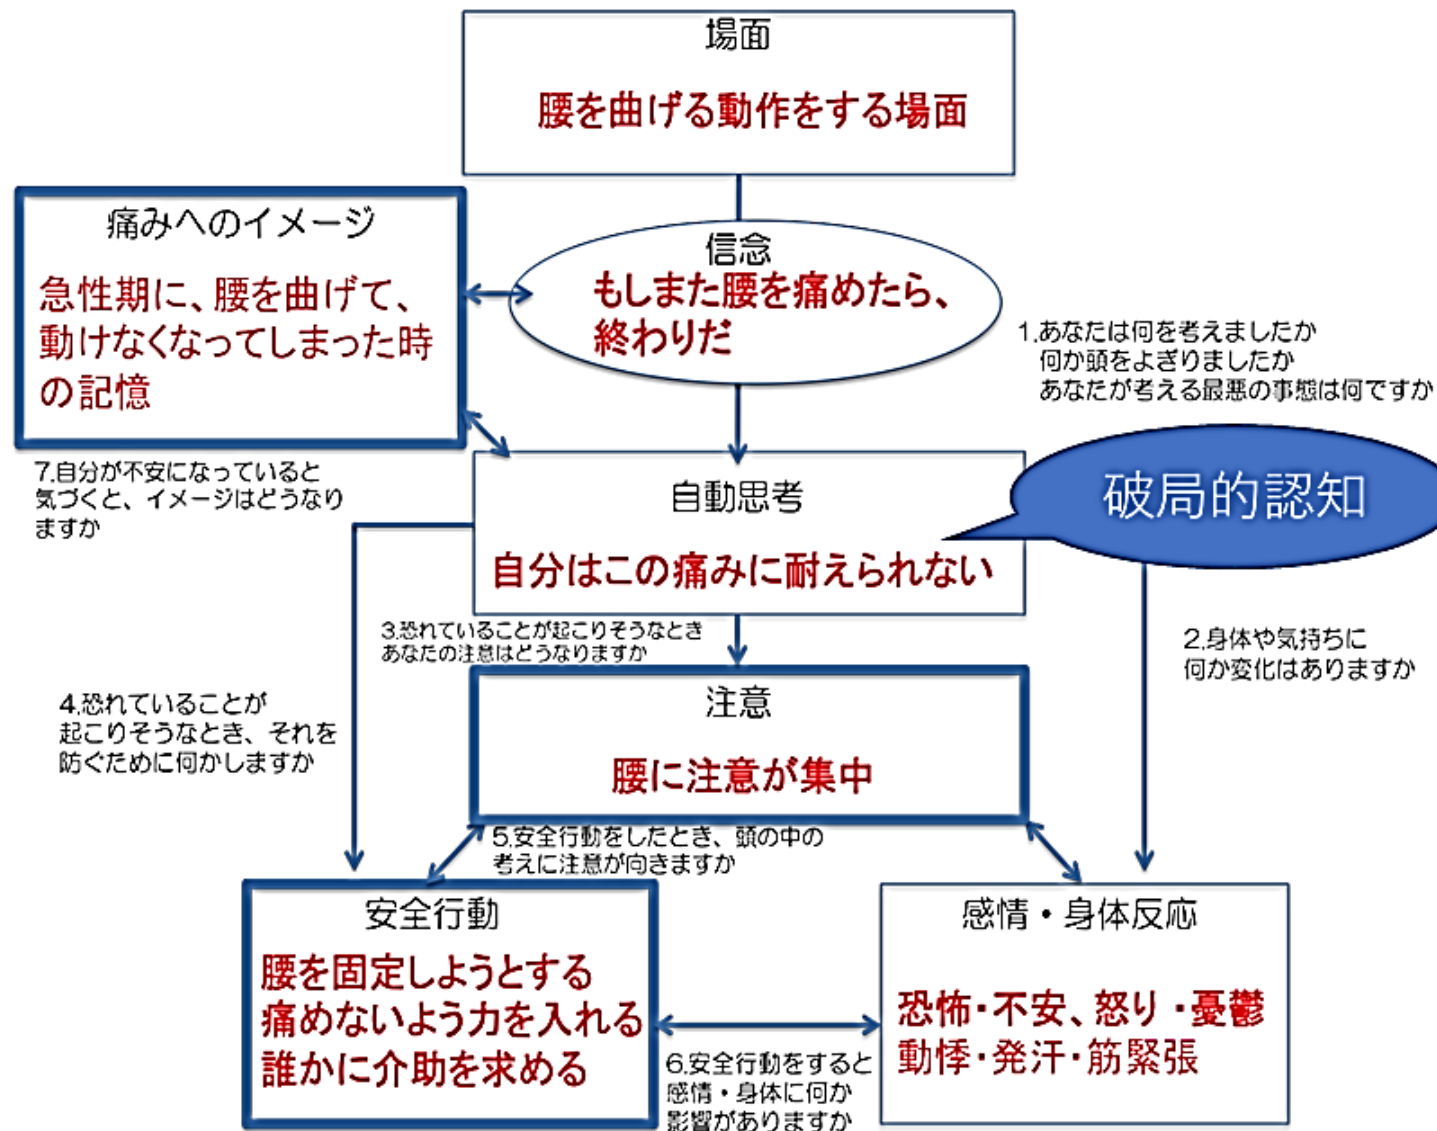 場面
腰を曲げる動作をする場面
痛みへのイメージ
急性期に、腰を曲げて、
動けなくなってしまった時
の記憶
信念
もしまた腰を痛めたら、
終わりだ
1.あなたは何を考えましたか
何か頭をよぎりましたか
あなたが考える最悪の事態は何ですか
7.自分が不安になっていると
気づくと、イメージはどうなり
ますか
自動思考
自分はこの痛みに耐えられない
破局的認知
3.恐れていることが起こりそうなとき
あなたの注意はどうなりますか
2.身体や気持ちに
何か変化はありますか
4.恐れていることが
起こりそうなとき、それを
防ぐために何かしますか
注意
腰に注意が集中
5.安全行動をしたとき、頭の中の
考えに注意が向きますか
安全行動
腰を固定しようとする
痛めないよう力を入れる
誰かに介助を求める
感情・身体反応
恐怖・不安、怒り・憂鬱
動悸・発汗・筋緊張
6.安全行動をすると
感情・身体に何か
影響がありますか